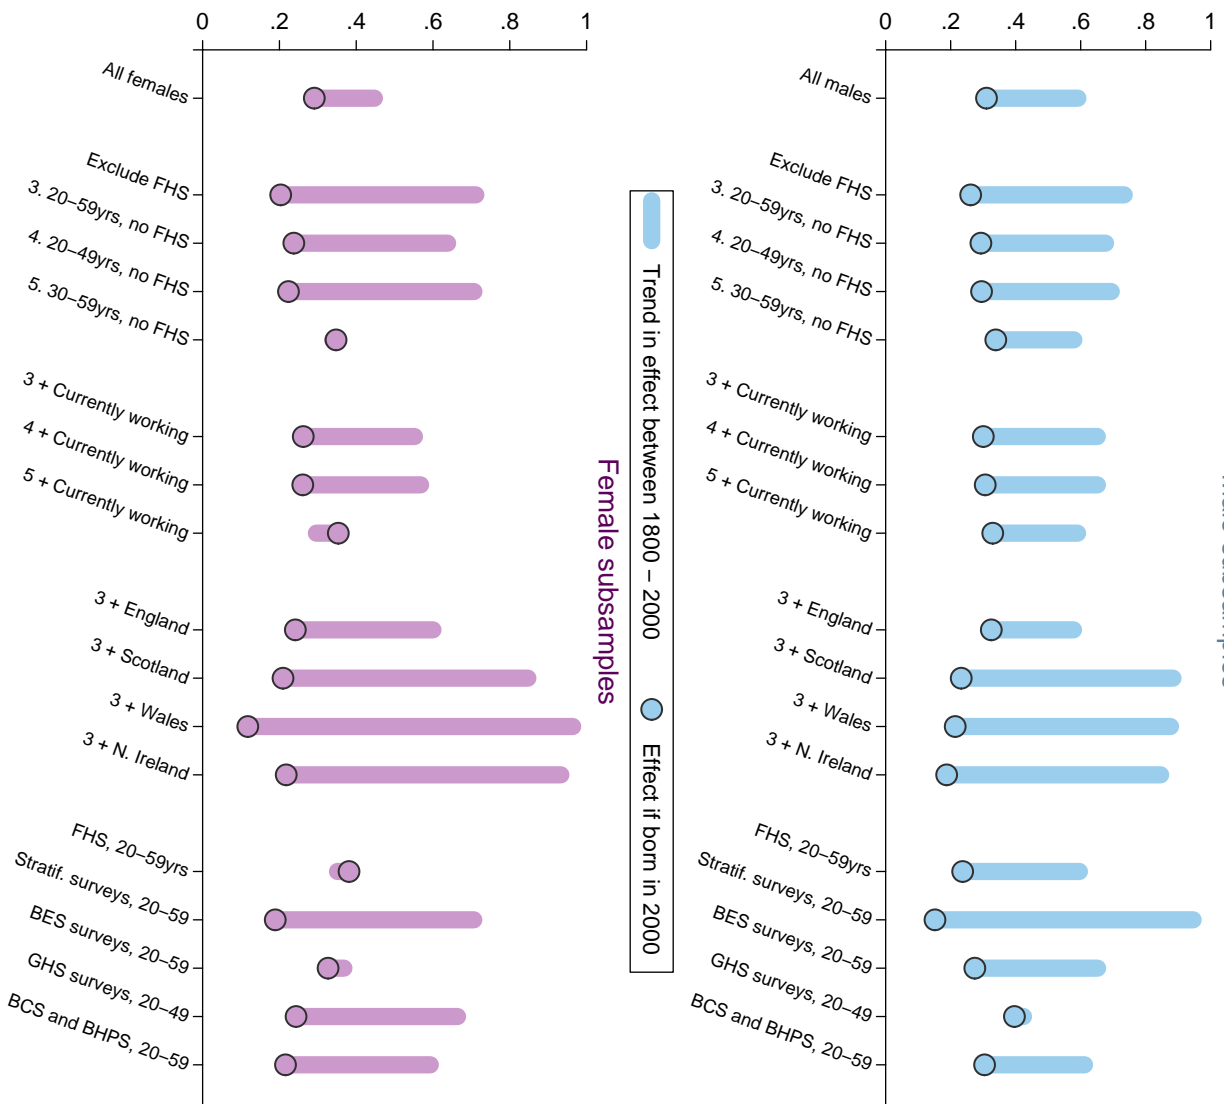 0 .2 .4 .6 .8 1
All females
Exclude FHS
3. 20–59yrs, no FHS
4. 20–49yrs, no FHS
5. 30–59yrs, no FHS
3 + Currently working
4 + Currently working
5 + Currently working
3 + England
3 + Scotland
3 + Wales
3 + N. Ireland
FHS, 20–59yrs
Stratif. surveys, 20–59
BES surveys, 20–59
GHS surveys, 20–49
BCS and BHPS, 20–59
Female subsamples
Trend in effect between 1800 – 2000
Effect if born in 2000
0 .2 .4 .6 .8 1
All males
Exclude FHS
3. 20–59yrs, no FHS
4. 20–49yrs, no FHS
5. 30–59yrs, no FHS
3 + Currently working
4 + Currently working
5 + Currently working
3 + England
3 + Scotland
3 + Wales
3 + N. Ireland
FHS, 20–59yrs
Stratif. surveys, 20–59
BES surveys, 20–59
GHS surveys, 20–49
BCS and BHPS, 20–59